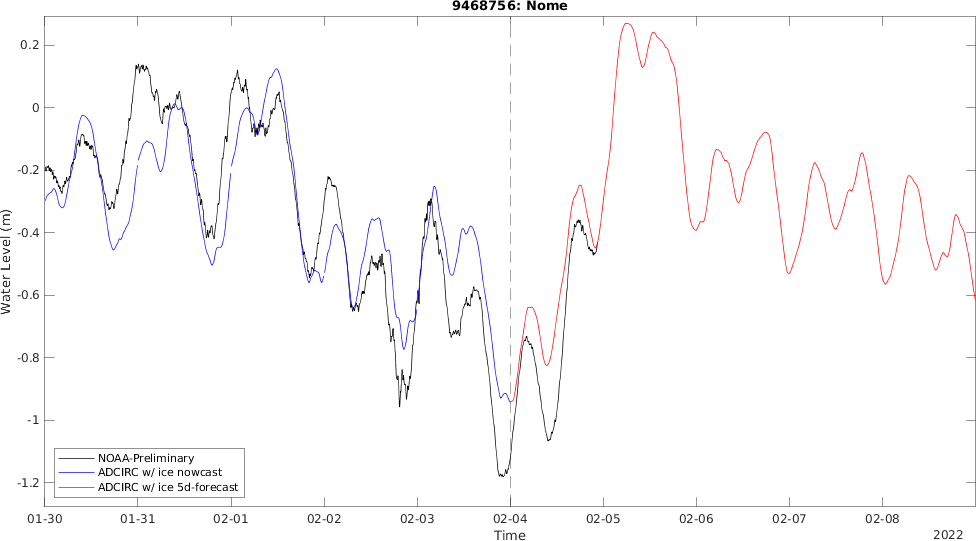 9468756: Nome
0.2
0
-0.2
-0.4
-0.6
-0.8
-1
-1.2
Water Level (m)
NOAA-Preliminary
ADCIRC w/ ice nowcast
ADCIRC w/ ice 5d-forecast
01-30 01-31 02-01 02-02 02-03 02-04 02-05 02-06 02-07 02-08
Time
2022